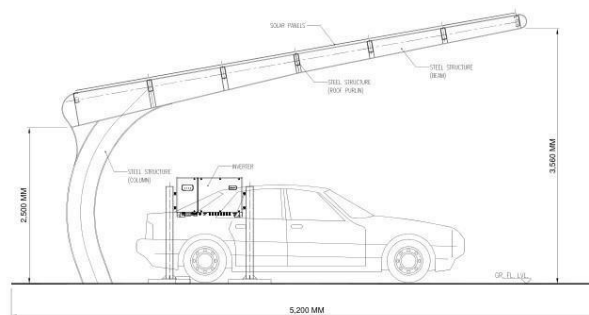 SOLAR PANELS
STEEL STRUCTURE
(BEAM)
STEEL STRUCTURE
(ROOF PURLIN)
STEEL STRUCTURE
(COLUMN)
INVERTER
2,500 MM
3,560 MM
GR. FL. LVL.
5,200 MM